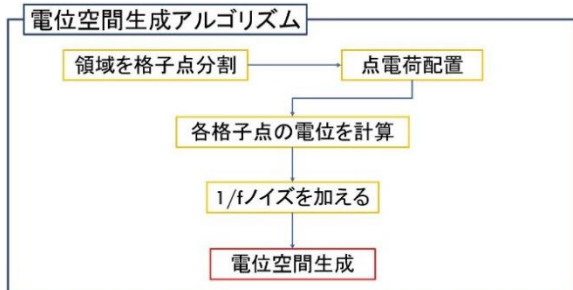 電位空間生成アルゴリズム
領域を格子点分割
点電荷配置
各格子点の電位を計算
1/fノイズを加える
電位空間生成